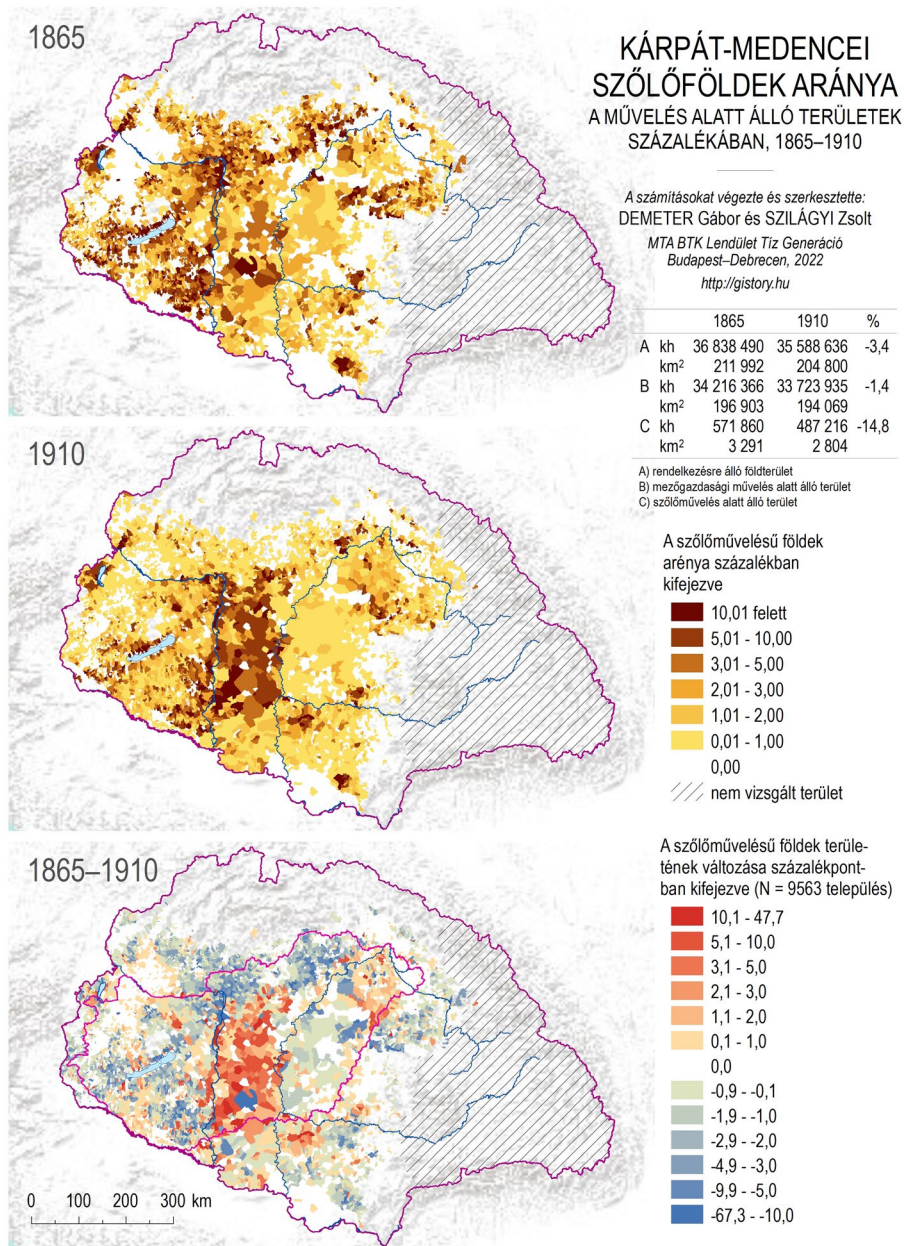 1865
KÁRPÁT-MEDENCEI
SZŐLŐFÖLDEK ARÁNYA
A MŰVELÉS ALATT ÁLLÓ TERÜLETEK
SZÁZALÉKÁBAN, 1865–1910
A számításokat végezte és szerkesztette:
DEMETER Gábor és SZILÁGYI Zsolt
MTA BTK Lendület Tíz Generáció
Budapest–Debrecen, 2022
http://gistory.hu
1865 1910 %
A kh 36 838 490 35 588 636 -3,4
km² 211 992 204 800
B kh 34 216 366 33 723 935 -1,4
km² 196 903 194 069
C kh 571 860 487 216 -14,8
km² 3 291 2 804
A) rendelkezésre álló földterület
B) mezőgazdasági művelés alatt álló terület
C) szőlőművelés alatt álló terület
1910
A szőlőművelésű földek
arénya százalékban
kifejezve
10,01 felett
5,01 - 10,00
3,01 - 5,00
2,01 - 3,00
1,01 - 2,00
0,01 - 1,00
0,00
nem vizsgált terület
1865–1910
A szőlőművelésű földek terüle-
tének változása százalékpont-
ban kifejezve (N = 9563 település)
10,1 - 47,7
5,1 - 10,0
3,1 - 5,0
2,1 - 3,0
1,1 - 2,0
0,1 - 1,0
0,0
-0,9 - -0,1
-1,9 - -1,0
-2,9 - -2,0
-4,9 - -3,0
-9,9 - -5,0
-67,3 - -10,0
0 100 200 300 km